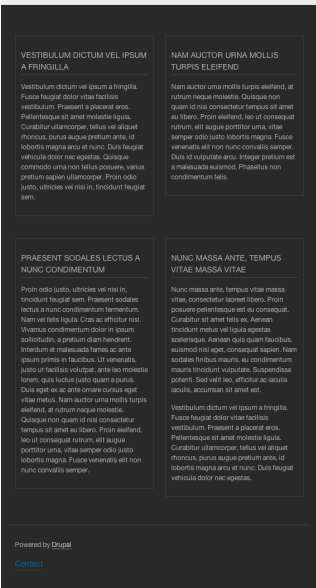 VESTIBULUM DICTUM VEL IPSUM
A FRINGILLA
Vestibulum dictum vel ipsum a fringilla.
Fusce feugiat dolor vitae facilisis
vestibulum. Praesent a placerat eros.
Pellentesque sit amet molestie ligula.
Curabitur ullamcorper, tellus vel aliquet
rhoncus, purus augue pretium ante, id
lobortis magna arcu et nunc. Duis feugiat
vehicula dolor nec egestas. Quisque
commodo urna non tellus posuere, varius
pretium sapien ullamcorper. Proin odio
justo, ultricies vel nisi in, tincidunt feugiat
sem.
NAM AUCTOR URNA MOLLIS
TURPIS ELEIFEND
Nam auctor urna mollis turpis eleifend, at
rutrum neque molestie. Quisque non
quam id nisi consectetur tempus sit amet
eu libero. Proin eleifend, leo ut consequat
rutrum, elit augue porttitor urna, vitae
semper odio justo lobortis magna. Fusce
venenatis elit non nunc convallis semper.
Duis id vulputate arcu. Integer pretium est
a malesuada euismod. Phasellus non
condimentum felis.
PRAESENT SODALES LECTUS A
NUNC CONDIMENTUM
Proin odio justo, ultricies vel nisi in,
tincidunt feugiat sem. Praesent sodales
lectus a nunc condimentum fermentum.
Nam vel felis ligula. Cras ac efficitur nisi.
Vivamus condimentum dolor in ipsum
sollicitudin, a pretium diam hendrerit.
Interdum et malesuada fames ac ante
ipsum primis in faucibus. Ut venenatis,
justo ut facilisis volutpat, ante leo molestie
lorem, quis luctus justo quam a purus.
Duis eget ex ac ante ornare cursus eget
vitae metus. Nam auctor urna mollis turpis
eleifend, at rutrum neque molestie.
Quisque non quam id nisi consectetur
tempus sit amet eu libero. Proin eleifend,
leo ut consequat rutrum, elit augue
porttitor urna, vitae semper odio justo
lobortis magna. Fusce venenatis elit non
nunc convallis semper.
NUNC MASSA ANTE, TEMPUS
VITAE MASSA VITAE
Nunc massa ante, tempus vitae massa
vitae, consectetur laoreet libero. Proin
posuere pellentesque est eu consequat.
Curabitur sit amet felis ex. Aenean
tincidunt metus vel ligula egestas
scelerisque. Aenean quis quam faucibus,
euismod nisi eget, consequat sapien. Nam
sodales finibus mauris, eu condimentum
mauris tincidunt vulputate. Suspendisse
potenti. Sed velit leo, efficitur ac iaculis
iaculis, accumsan sit amet est.
Vestibulum dictum vel ipsum a fringilla.
Fusce feugiat dolor vitae facilisis
vestibulum. Praesent a placerat eros.
Pellentesque sit amet molestie ligula.
Curabitur ullamcorper, tellus vel aliquet
rhoncus, purus augue pretium ante, id
lobortis magna arcu et nunc. Duis feugiat
vehicula dolor nec egestas.
Powered by Drupal
Contact